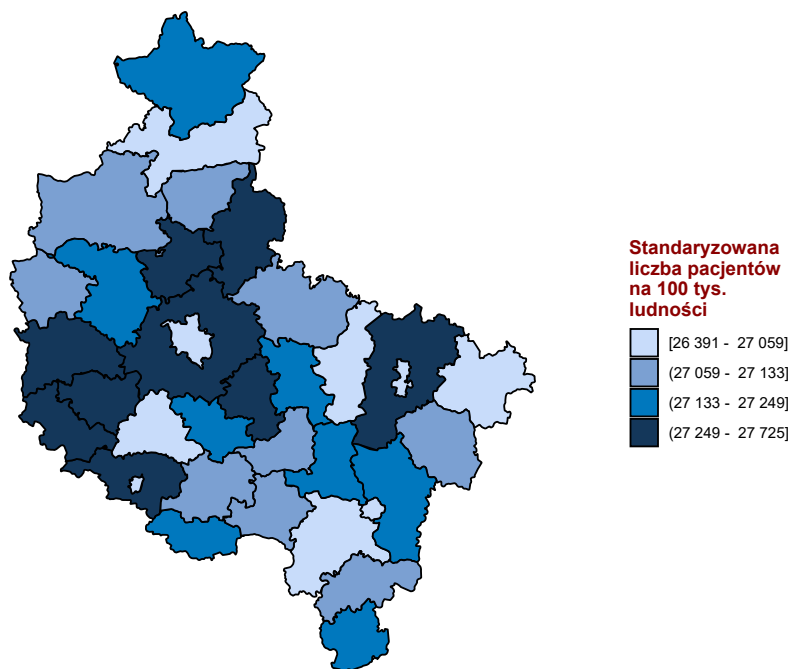 Standaryzowana
liczba pacjentów
na 100 tys.
ludności
[26 391 - 27 059]
(27 059 - 27 133]
(27 133 - 27 249]
(27 249 - 27 725]